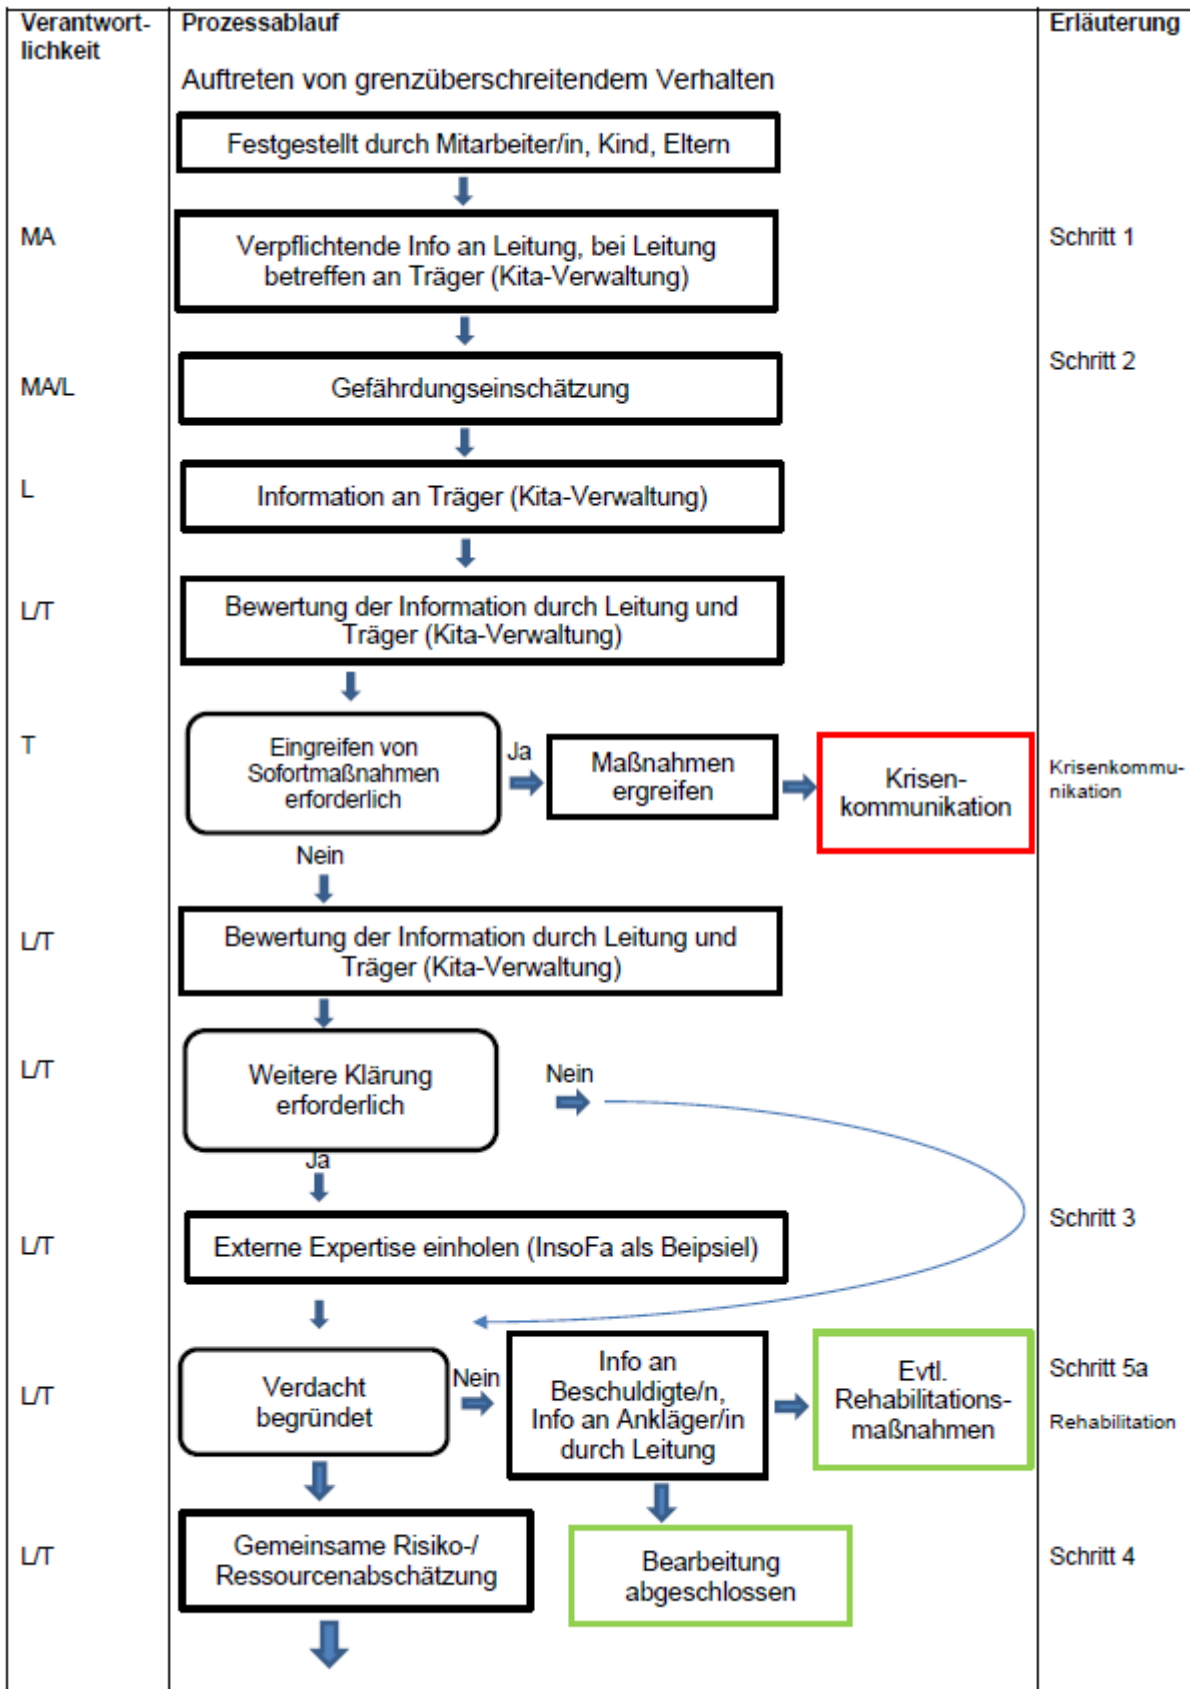 Verantwort-
lichkeit
Prozessablauf
Erläuterung
Auftreten von grenzüberschreitendem Verhalten
Festgestellt durch Mitarbeiter/in, Kind, Eltern
MA
Verpflichtende Info an Leitung, bei Leitung
betreffen an Träger (Kita-Verwaltung)
Schritt 1
MA/L
Gefährdungseinschätzung
Schritt 2
L
Information an Träger (Kita-Verwaltung)
L/T
Bewertung der Information durch Leitung und
Träger (Kita-Verwaltung)
T
Eingreifen von
Sofortmaßnahmen
erforderlich
Ja
Maßnahmen
ergreifen
Krisen-
kommunikation
Krisenkommu-
nikation
Nein
L/T
Bewertung der Information durch Leitung und
Träger (Kita-Verwaltung)
L/T
Weitere Klärung
erforderlich
Nein
Ja
L/T
Externe Expertise einholen (InsoFa als Beipsiel)
Schritt 3
L/T
Verdacht
begründet
Nein
Info an
Beschuldigte/n,
Info an Ankläger/in
durch Leitung
Evtl.
Rehabilitations-
maßnahmen
Schritt 5a
Rehabilitation
L/T
Gemeinsame Risiko-/
Ressourcenabschätzung
Bearbeitung
abgeschlossen
Schritt 4